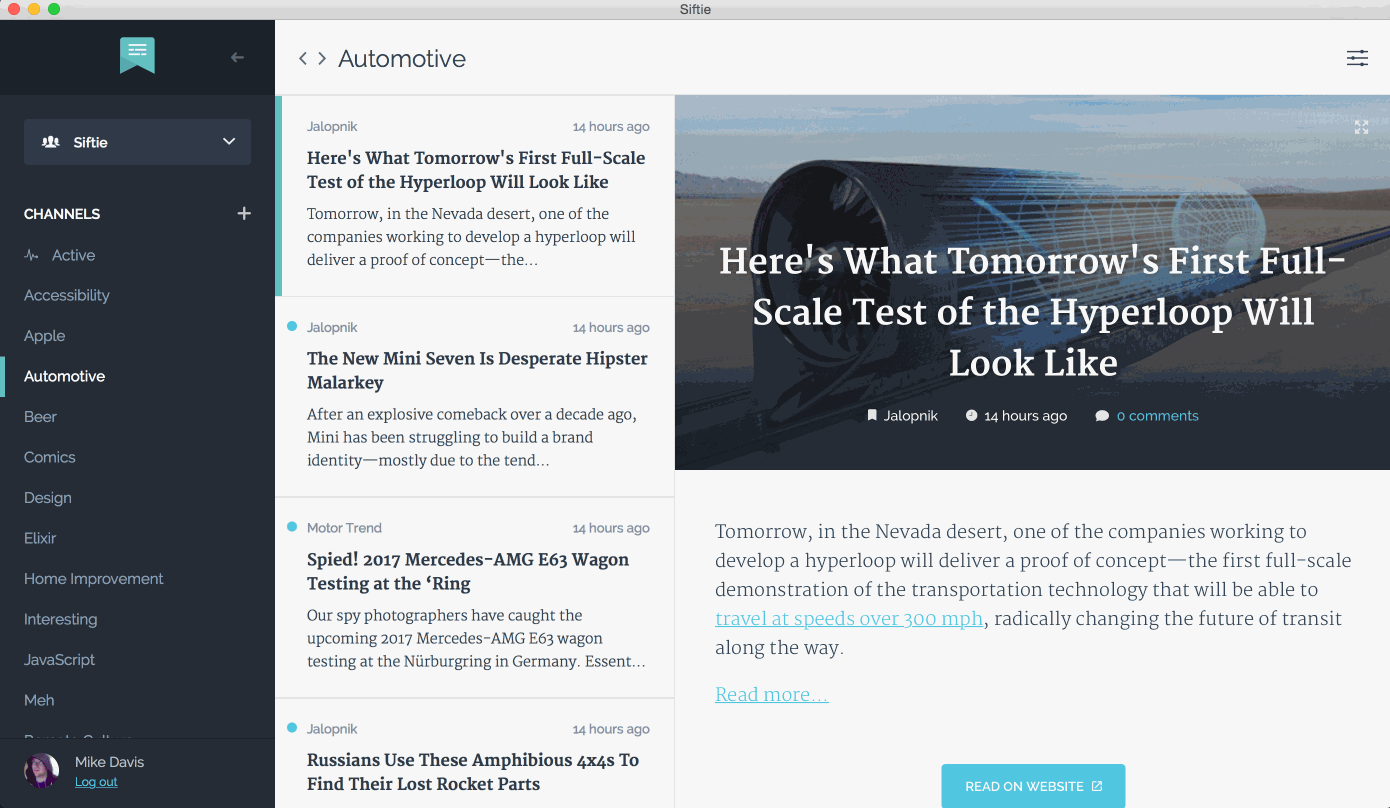 Siftie
Automotive
Siftie
CHANNELS
Active
Accessibility
Apple
Automotive
Beer
Comics
Design
Elixir
Home Improvement
Interesting
JavaScript
Meh
Mike Davis
Log out
Jalopnik 14 hours ago
Here's What Tomorrow's First Full-Scale
Test of the Hyperloop Will Look Like
Tomorrow, in the Nevada desert, one of the
companies working to develop a hyperloop will
deliver a proof of concept—the...
Jalopnik 14 hours ago
The New Mini Seven Is Desperate Hipster
Malarkey
After an explosive comeback over a decade ago,
Mini has been struggling to build a brand
identity—mostly due to the tend...
Motor Trend 14 hours ago
Spied! 2017 Mercedes-AMG E63 Wagon
Testing at the ‘Ring
Our spy photographers have caught the
upcoming 2017 Mercedes-AMG E63 wagon
testing at the Nürburgring in Germany. Essent...
Jalopnik 14 hours ago
Russians Use These Amphibious 4x4s To
Find Their Lost Rocket Parts
Here's What Tomorrow's First Full-
Scale Test of the Hyperloop Will
Look Like
Jalopnik 14 hours ago 0 comments
Tomorrow, in the Nevada desert, one of the companies working to
develop a hyperloop will deliver a proof of concept—the first full-scale
demonstration of the transportation technology that will be able to
travel at speeds over 300 mph, radically changing the future of transit
along the way.
Read more...
READ ON WEBSITE